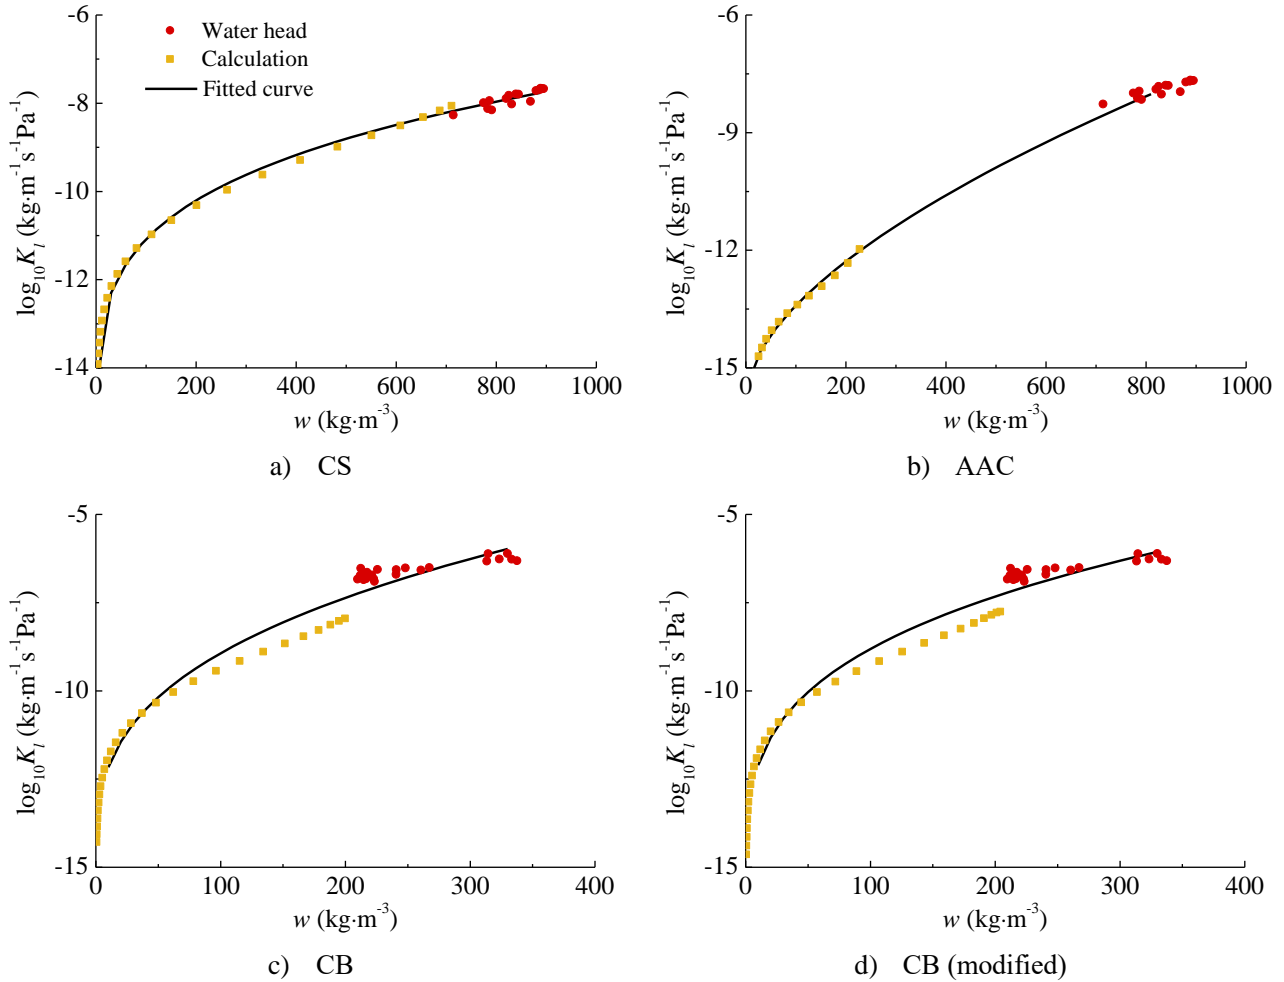 -6
-8
-10
-12
-14
log₁₀Kₗ (kg·m⁻¹s⁻¹Pa⁻¹)
Water head
Calculation
Fitted curve
0 200 400 600 800 1000
w (kg·m⁻³)
a) CS
-6
-9
-12
-15
log₁₀Kₗ (kg·m⁻¹s⁻¹Pa⁻¹)
0 200 400 600 800 1000
w (kg·m⁻³)
b) AAC
-5
-10
-15
log₁₀Kₗ (kg·m⁻¹s⁻¹Pa⁻¹)
0 100 200 300 400
w (kg·m⁻³)
c) CB
-5
-10
-15
log₁₀Kₗ (kg·m⁻¹s⁻¹Pa⁻¹)
0 100 200 300 400
w (kg·m⁻³)
d) CB (modified)